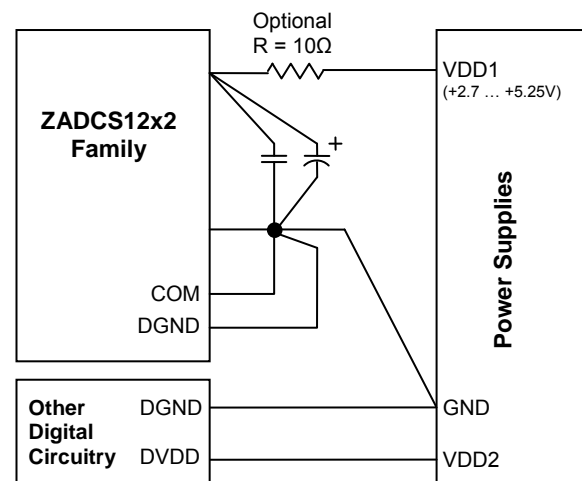 Optional
R = 10Ω
VDD1
(+2.7 ... +5.25V)
ZADCS12x2
Family
+
COM
DGND
Power Supplies
Other
Digital
Circuitry
DGND
DVDD
GND
VDD2